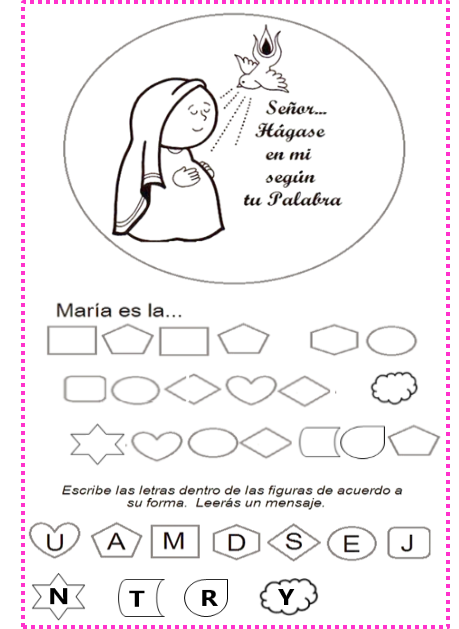 Señor...
Hágase
en mi
según
tu Palabra
María es la...
Escribe las letras dentro de las figuras de acuerdo a
su forma. Leerás un mensaje.
U A M D S E J
N T R Y